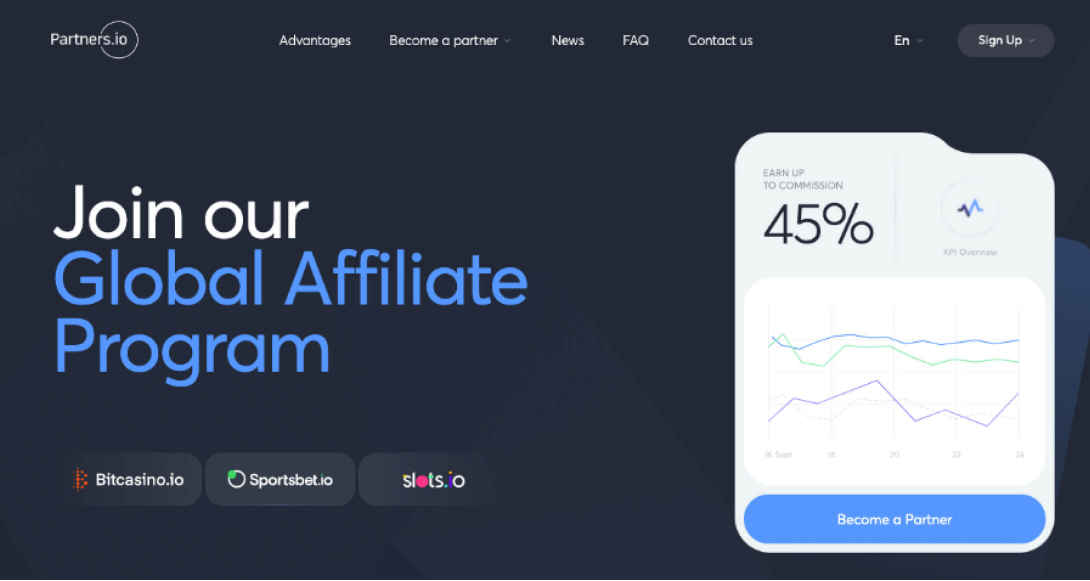 Partners.io
Advantages
Become a partner
News
FAQ
Contact us
En
Sign Up
Join our
Global Affiliate
Program
Bitcasino.io
Sportsbet.io
slots.io
EARN UP
TO COMMISSION
45%
KPI Overview
16 Sept 18 20 22 24
Become a Partner